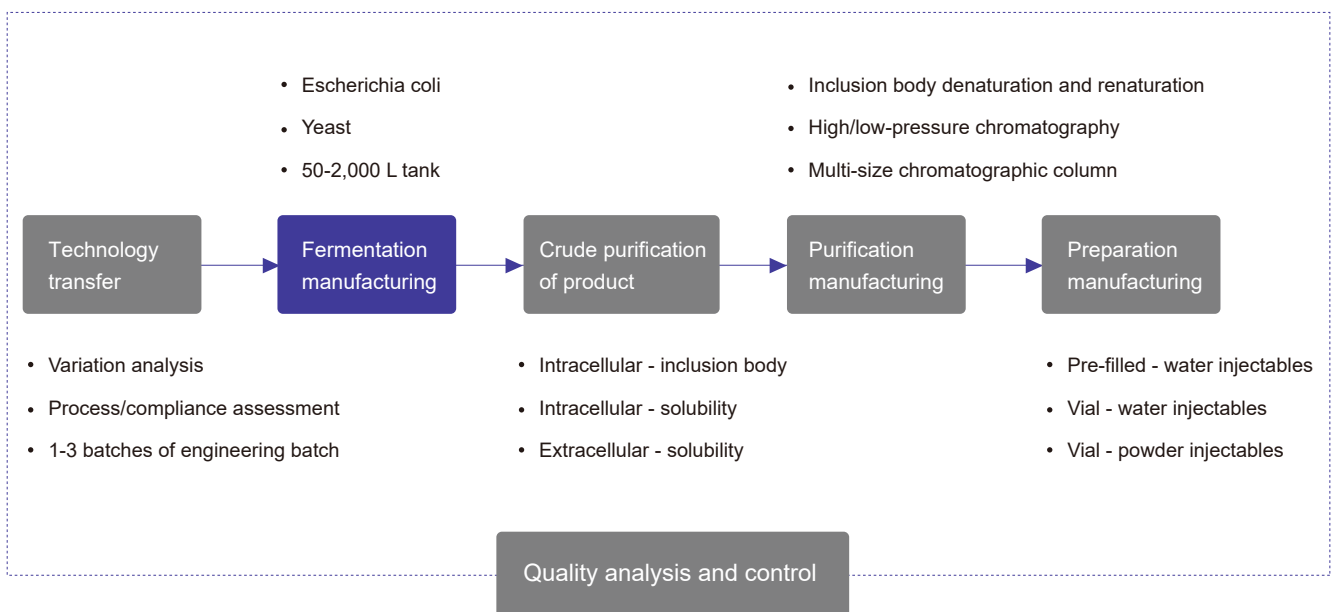 • Escherichia coli
• Yeast
• 50-2,000 L tank
• Inclusion body denaturation and renaturation
• High/low-pressure chromatography
• Multi-size chromatographic column
Technology
transfer
Fermentation
manufacturing
Crude purification
of product
Purification
manufacturing
Preparation
manufacturing
• Variation analysis
• Process/compliance assessment
• 1-3 batches of engineering batch
• Intracellular - inclusion body
• Intracellular - solubility
• Extracellular - solubility
• Pre-filled - water injectables
• Vial - water injectables
• Vial - powder injectables
Quality analysis and control